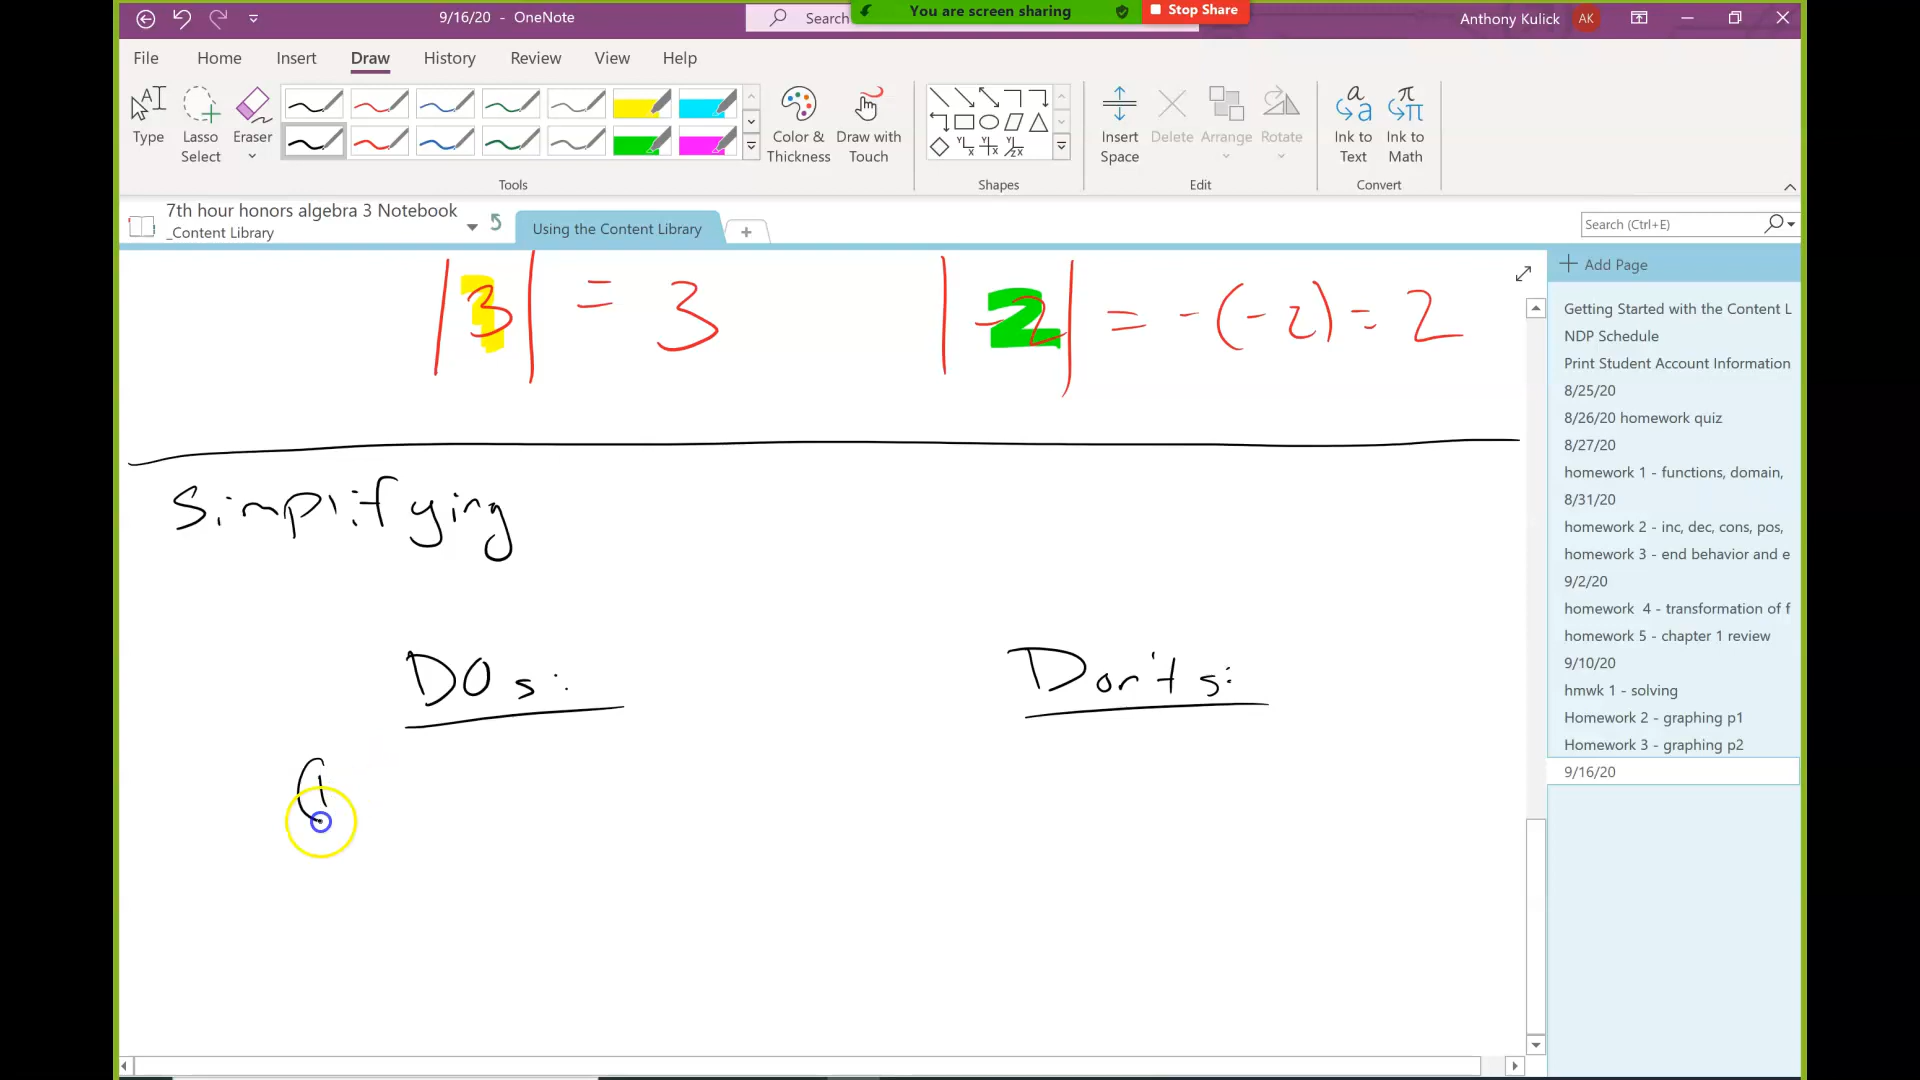 9/16/20 - OneNote
Search
You are screen sharing
Stop Share
Anthony Kulick
AK
File Home Insert Draw History Review View Help
Type
Lasso Select
Eraser
Color & Thickness
Draw with Touch
Insert Space
Delete
Arrange
Rotate
Ink to Text
Ink to Math
Tools
Shapes
Edit
Convert
7th hour honors algebra 3 Notebook
_Content Library
Using the Content Library
Search (Ctrl+E)
Add Page
Getting Started with the Content L
NDP Schedule
Print Student Account Information
8/25/20
8/26/20 homework quiz
8/27/20
homework 1 - functions, domain,
8/31/20
homework 2 - inc, dec, cons, pos,
homework 3 - end behavior and e
9/2/20
homework 4 - transformation of f
homework 5 - chapter 1 review
9/10/20
hmwk 1 - solving
Homework 2 - graphing p1
Homework 3 - graphing p2
9/16/20
|3| = 3
|-2| = -(-2) = 2
Simplifying
DOs:
Don'ts: